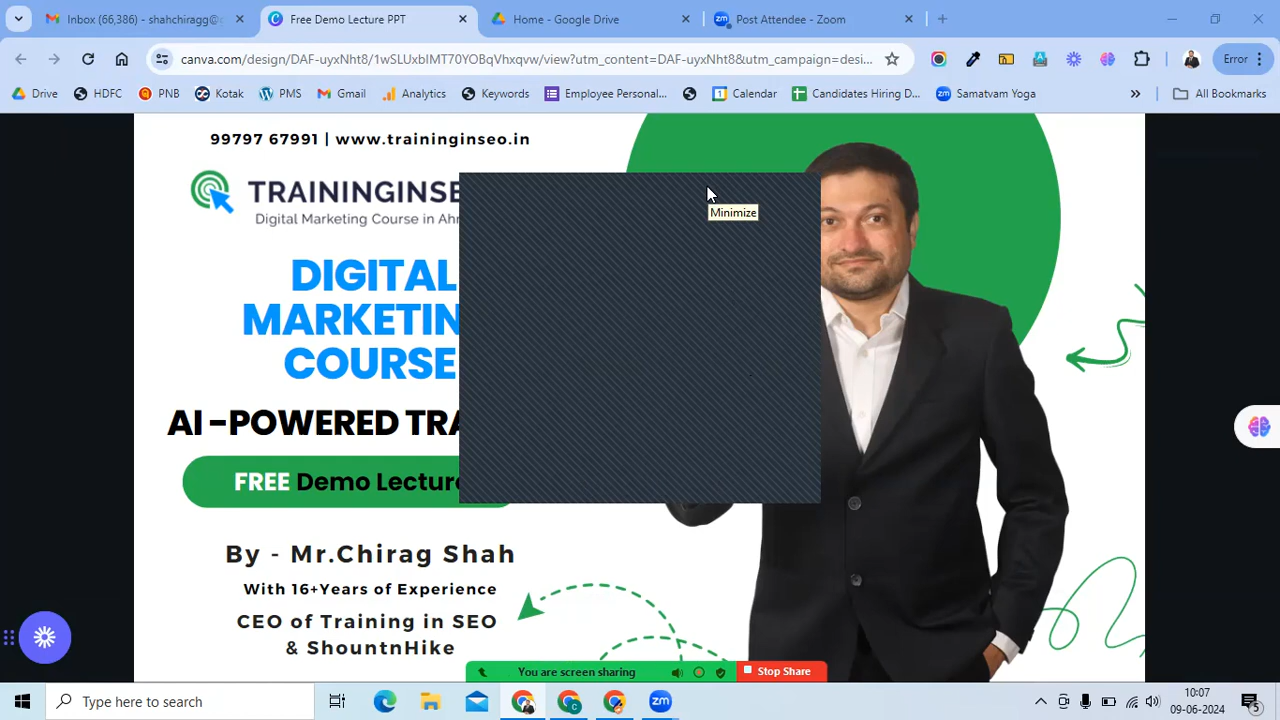 Inbox (66,386) - shahchiragg@g
Free Demo Lecture PPT
Home - Google Drive
Post Attendee - Zoom
canva.com/design/DAF-uyxNht8/1wSLUxbIMT70YOBqVhxqvw/view?utm_content=DAF-uyxNht8&utm_campaign=desi...
Error
Drive HDFC PNB Kotak PMS Gmail Analytics Keywords Employee Personal... Calendar Candidates Hiring D... Samatvam Yoga All Bookmarks
99797 67991 | www.traininginseo.in
TRAININGINSE
Digital Marketing Course in Ah
Minimize
DIGITAL
MARKETIN
COURSE
AI -POWERED TRA
FREE Demo Lecture
By - Mr.Chirag Shah
With 16+Years of Experience
CEO of Training in SEO
& ShountnHike
You are screen sharing Stop Share
Type here to search
10:07
09-06-2024
5